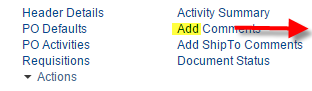 Header Details Activity Summary
PO Defaults Add Comments
PO Activities Add ShipTo Comments
Requisitions Document Status
Actions